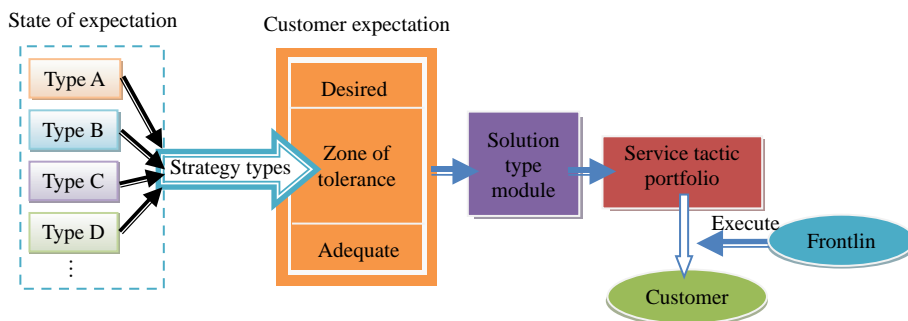 State of expectation
Customer expectation
Type A
Type B
Type C
Type D
⋮
Strategy types
Desired
Zone of
tolerance
Adequate
Solution
type
module
Service tactic
portfolio
Execute
Frontlin
Customer